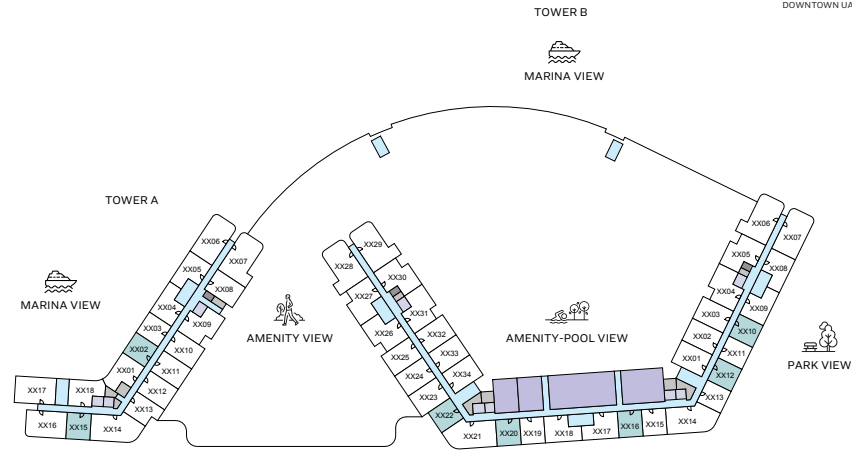 TOWER B
DOWNTOWN UA
MARINA VIEW
TOWER A
MARINA VIEW
AMENITY VIEW
AMENITY-POOL VIEW
PARK VIEW
XX06
XX07
XX05
XX08
XX04
XX09
XX03
XX10
XX02
XX11
XX01
XX12
XX13
XX17
XX18
XX16
XX15
XX14
XX29
XX28
XX30
XX27
XX31
XX26
XX32
XX25
XX33
XX24
XX34
XX23
XX22
XX21
XX20
XX19
XX18
XX17
XX16
XX15
XX14
XX06
XX07
XX05
XX08
XX04
XX09
XX03
XX10
XX02
XX11
XX01
XX12
XX13